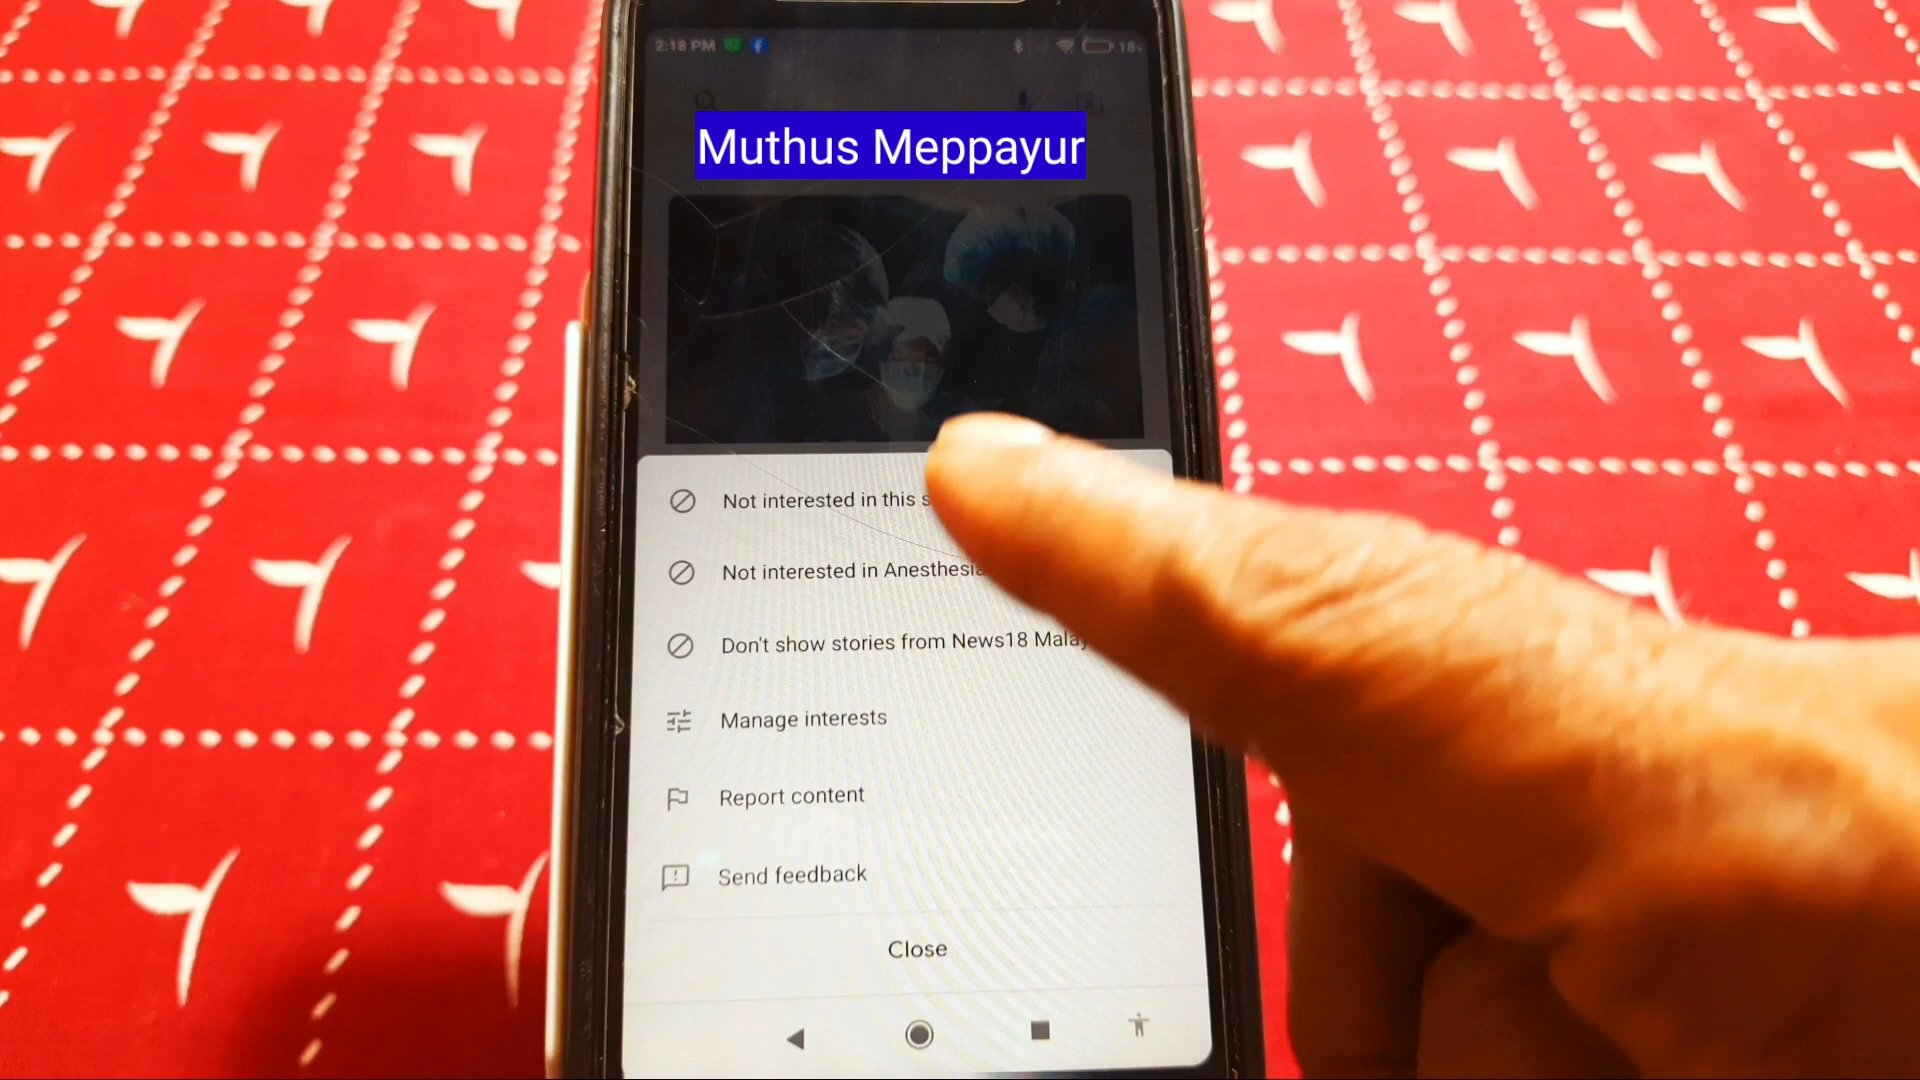 2:18 PM 18
Muthus Meppayur
Not interested in this
Not interested in Anesthesia
Don't show stories from News18
Manage interests
Report content
Send feedback
Close